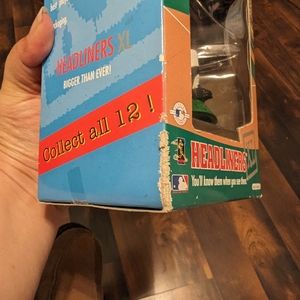 HEADLINERS XL
BIGGER THAN EVER!
Collect all 12!
HEADLINERS
You'll know them when you see them.